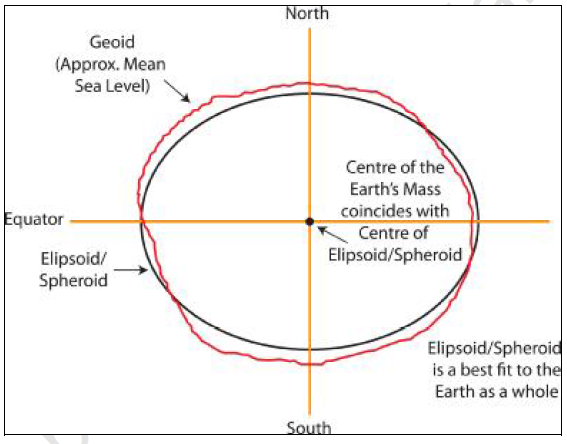 North
Geoid
(Approx. Mean
Sea Level)
Centre of the
Earth's Mass
coincides with
Centre of
Elipsoid/Spheroid
Equator
Elipsoid/
Spheroid
Elipsoid/Spheroid
is a best fit to the
Earth as a whole
South